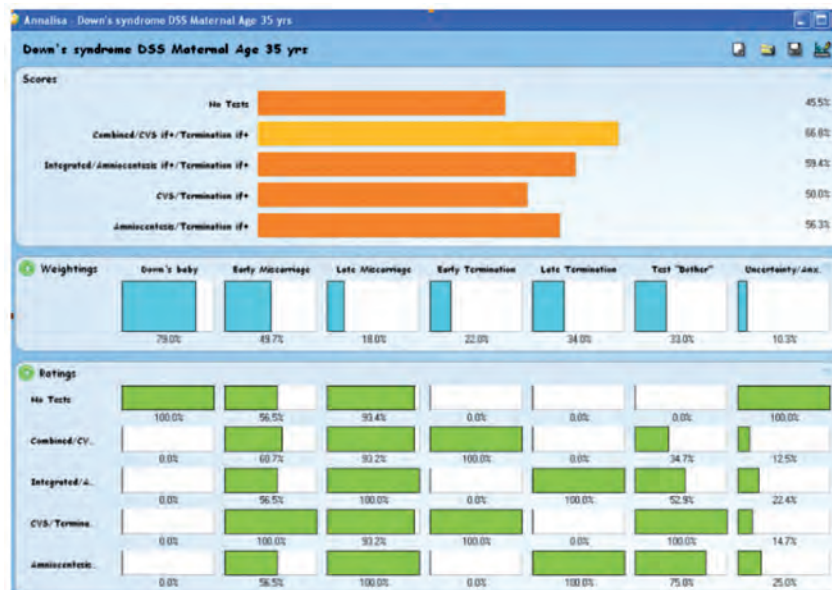 Annalisa - Down's syndrome DSS Maternal Age 35 yrs
Down's syndrome DSS Maternal Age 35 yrs
Scores
No Tests 45.5%
Combined/CVS if+/Termination if+ 66.8%
Integrated/Amniocentesis if+/Termination if+ 59.4%
CVS/Termination if+ 50.0%
Amniocentesis/Termination if+ 56.3%
Weightings Down's baby Early Miscarriage Late Miscarriage Early Termination Late Termination Test "Bother" Uncertainty/Anx.
79.0% 49.7% 18.0% 22.0% 34.0% 33.0% 10.3%
Ratings
No Tests
100.0% 56.5% 93.4% 0.0% 0.0% 0.0% 100.0%
Combined/CV..
0.0% 60.7% 93.2% 100.0% 0.0% 34.7% 12.5%
Integrated/A..
0.0% 56.5% 100.0% 0.0% 100.0% 52.9% 22.4%
CVS/Termina..
0.0% 100.0% 93.2% 100.0% 0.0% 100.0% 14.7%
Amniocentesis..
0.0% 56.5% 100.0% 0.0% 100.0% 75.0% 25.0%